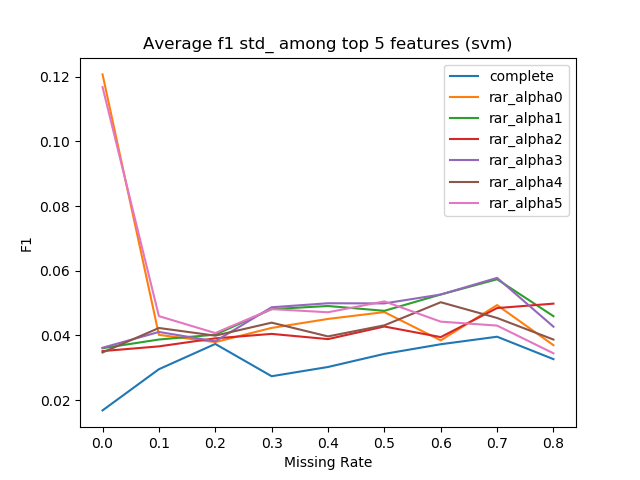 Average f1 std_ among top 5 features (svm)
complete
rar_alpha0
rar_alpha1
rar_alpha2
rar_alpha3
rar_alpha4
rar_alpha5
0.12
0.10
0.08
0.06
0.04
0.02
F1
0.0 0.1 0.2 0.3 0.4 0.5 0.6 0.7 0.8
Missing Rate